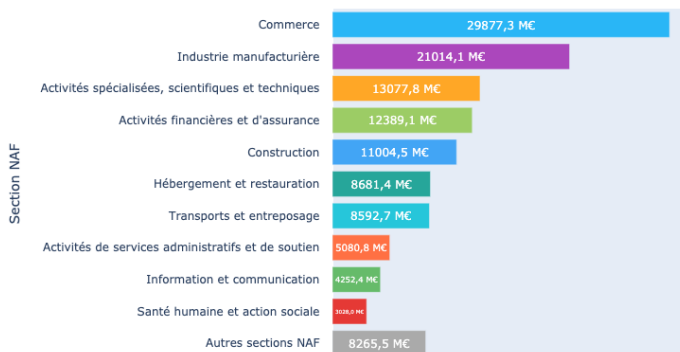 Section NAF
Commerce 29877,3 M€
Industrie manufacturière 21014,1 M€
Activités spécialisées, scientifiques et techniques 13077,8 M€
Activités financières et d'assurance 12389,1 M€
Construction 11004,5 M€
Hébergement et restauration 8681,4 M€
Transports et entreposage 8592,7 M€
Activités de services administratifs et de soutien 5080,8 M€
Information et communication 4252,4 M€
Santé humaine et action sociale 3028,0 M€
Autres sections NAF 8265,5 M€